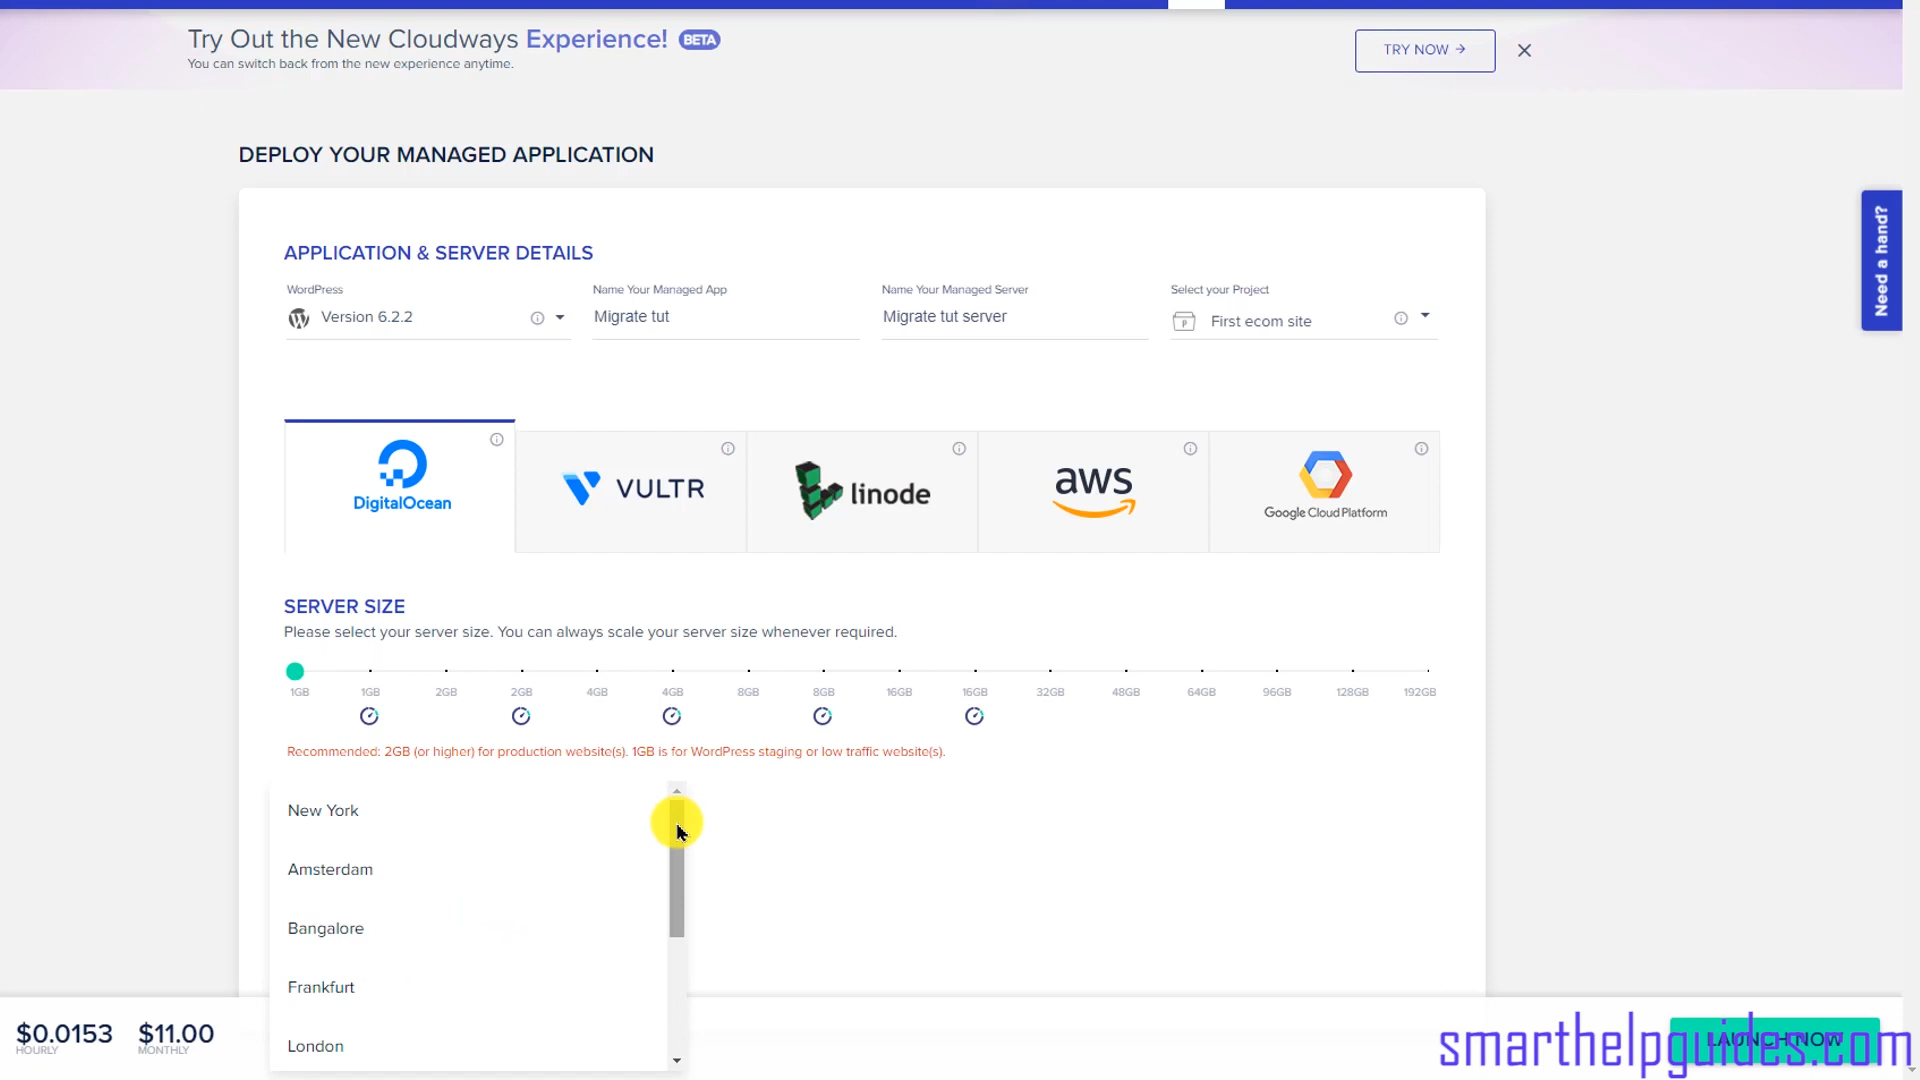 Try Out the New Cloudways Experience! BETA
You can switch back from the new experience anytime.
TRY NOW →
DEPLOY YOUR MANAGED APPLICATION
Need a hand?
APPLICATION & SERVER DETAILS
WordPress
Version 6.2.2
Name Your Managed App
Migrate tut
Name Your Managed Server
Migrate tut server
Select your Project
First ecom site
DigitalOcean
VULTR
linode
aws
Google Cloud Platform
SERVER SIZE
Please select your server size. You can always scale your server size whenever required.
1GB 1GB 2GB 2GB 4GB 4GB 8GB 8GB 16GB 16GB 32GB 48GB 64GB 96GB 128GB 192GB
Recommended: 2GB (or higher) for production website(s). 1GB is for WordPress staging or low traffic website(s).
New York
Amsterdam
Bangalore
Frankfurt
London
$0.0153
HOURLY
$11.00
MONTHLY
LAUNCH NOW
smarthelpguides.com